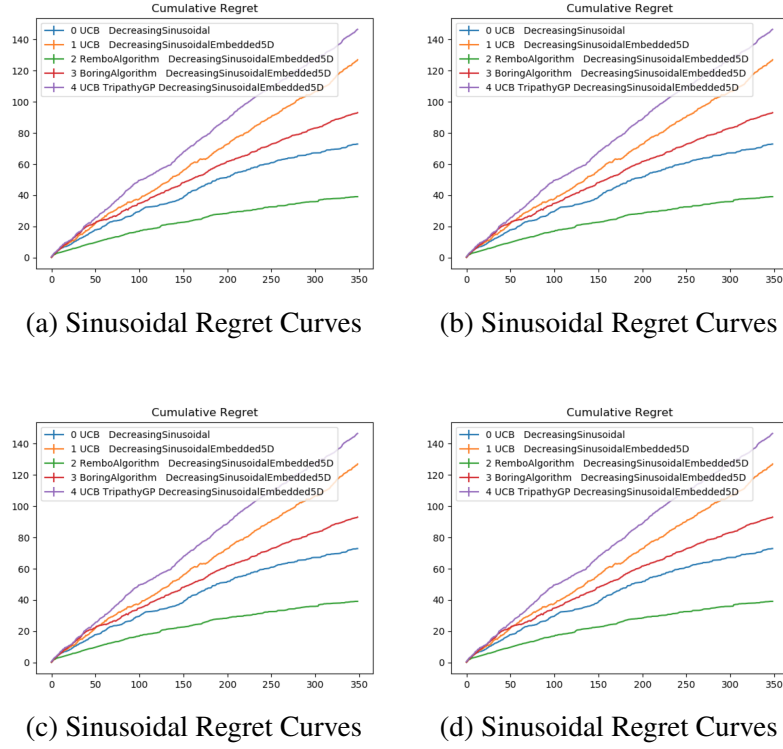 Cumulative Regret
140
120
100
80
60
40
20
0
0 UCB DecreasingSinusoidal
1 UCB DecreasingSinusoidalEmbedded5D
2 RemboAlgorithm DecreasingSinusoidalEmbedded5D
3 BoringAlgorithm DecreasingSinusoidalEmbedded5D
4 UCB TripathyGP DecreasingSinusoidalEmbedded5D
0 50 100 150 200 250 300 350
(a) Sinusoidal Regret Curves
Cumulative Regret
140
120
100
80
60
40
20
0
0 UCB DecreasingSinusoidal
1 UCB DecreasingSinusoidalEmbedded5D
2 RemboAlgorithm DecreasingSinusoidalEmbedded5D
3 BoringAlgorithm DecreasingSinusoidalEmbedded5D
4 UCB TripathyGP DecreasingSinusoidalEmbedded5D
0 50 100 150 200 250 300 350
(b) Sinusoidal Regret Curves
Cumulative Regret
140
120
100
80
60
40
20
0
0 UCB DecreasingSinusoidal
1 UCB DecreasingSinusoidalEmbedded5D
2 RemboAlgorithm DecreasingSinusoidalEmbedded5D
3 BoringAlgorithm DecreasingSinusoidalEmbedded5D
4 UCB TripathyGP DecreasingSinusoidalEmbedded5D
0 50 100 150 200 250 300 350
(c) Sinusoidal Regret Curves
Cumulative Regret
140
120
100
80
60
40
20
0
0 UCB DecreasingSinusoidal
1 UCB DecreasingSinusoidalEmbedded5D
2 RemboAlgorithm DecreasingSinusoidalEmbedded5D
3 BoringAlgorithm DecreasingSinusoidalEmbedded5D
4 UCB TripathyGP DecreasingSinusoidalEmbedded5D
0 50 100 150 200 250 300 350
(d) Sinusoidal Regret Curves